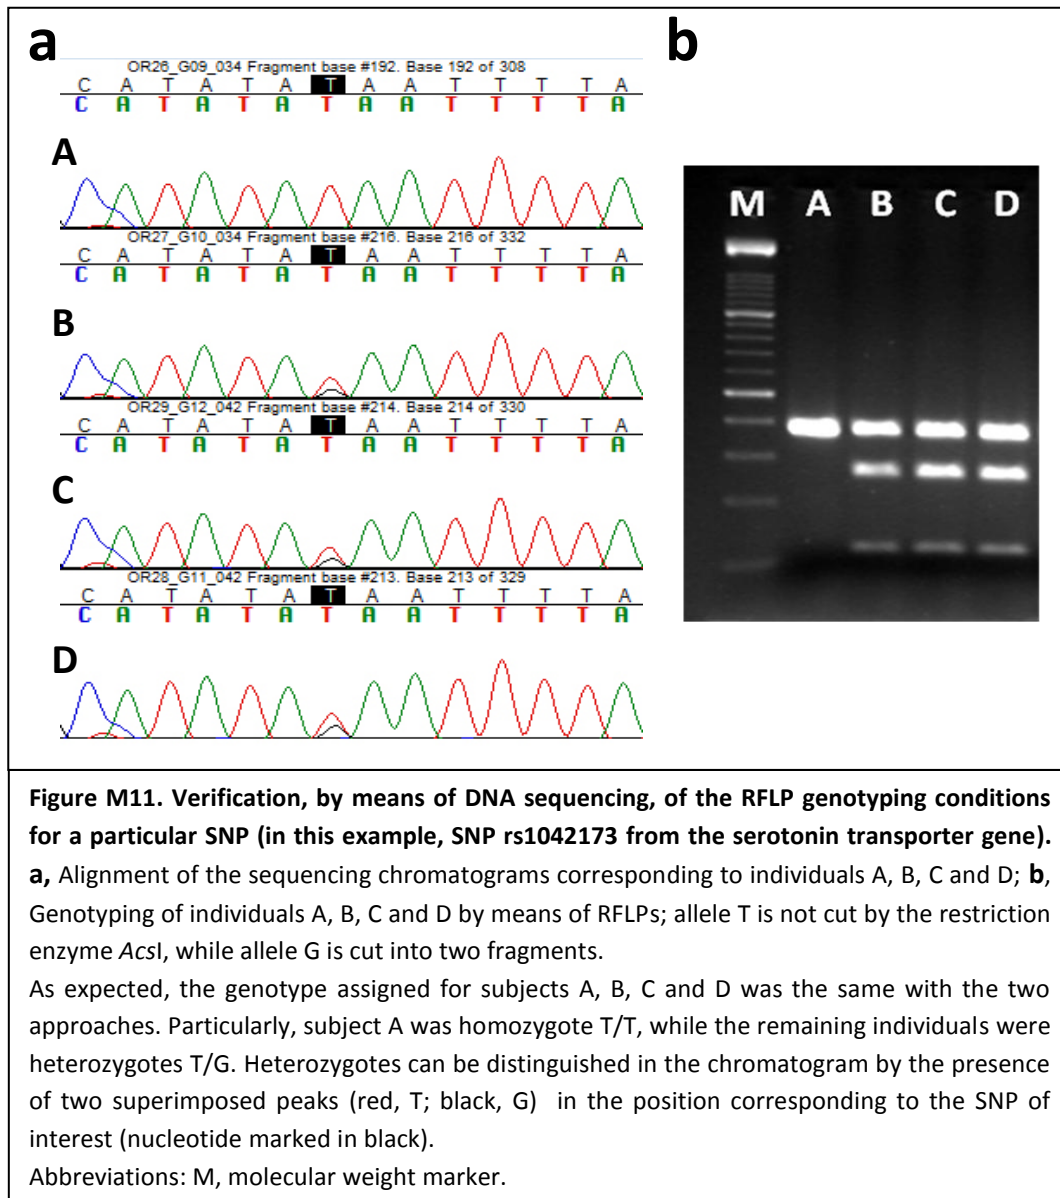 a
OR26_G09_034 Fragment base #192. Base 192 of 308
C A T A T A T A A T T T T A
C A T A T A T A A T T T T A
A
OR27_G10_034 Fragment base #216. Base 216 of 332
C A T A T A T A A T T T T A
C A T A T A T A A T T T T A
B
OR29_G12_042 Fragment base #214. Base 214 of 330
C A T A T A T A A T T T T A
C A T A T A T A A T T T T A
C
OR28_G11_042 Fragment base #213. Base 213 of 329
C A T A T A T A A T T T T A
C A T A T A T A A T T T T A
D
b
M A B C D
Figure M11. Verification, by means of DNA sequencing, of the RFLP genotyping conditions
for a particular SNP (in this example, SNP rs1042173 from the serotonin transporter gene).
a, Alignment of the sequencing chromatograms corresponding to individuals A, B, C and D; b,
Genotyping of individuals A, B, C and D by means of RFLPs; allele T is not cut by the restriction
enzyme AcsI, while allele G is cut into two fragments.
As expected, the genotype assigned for subjects A, B, C and D was the same with the two
approaches. Particularly, subject A was homozygote T/T, while the remaining individuals were
heterozygotes T/G. Heterozygotes can be distinguished in the chromatogram by the presence
of two superimposed peaks (red, T; black, G) in the position corresponding to the SNP of
interest (nucleotide marked in black).
Abbreviations: M, molecular weight marker.